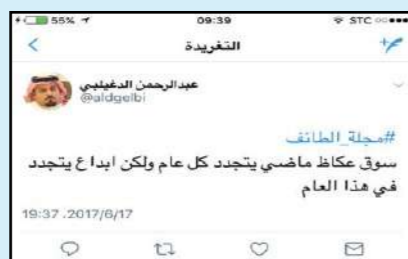 55% 09:39 STC
التغريدة
عبدالرحمن الدغيلبي
@aldgelbi
#مجلة_الطائف
سوق عكاظ ماضي يتجدد كل عام ولكن ابداع يتجدد
في هذا العام
19:37 .2017/6/17